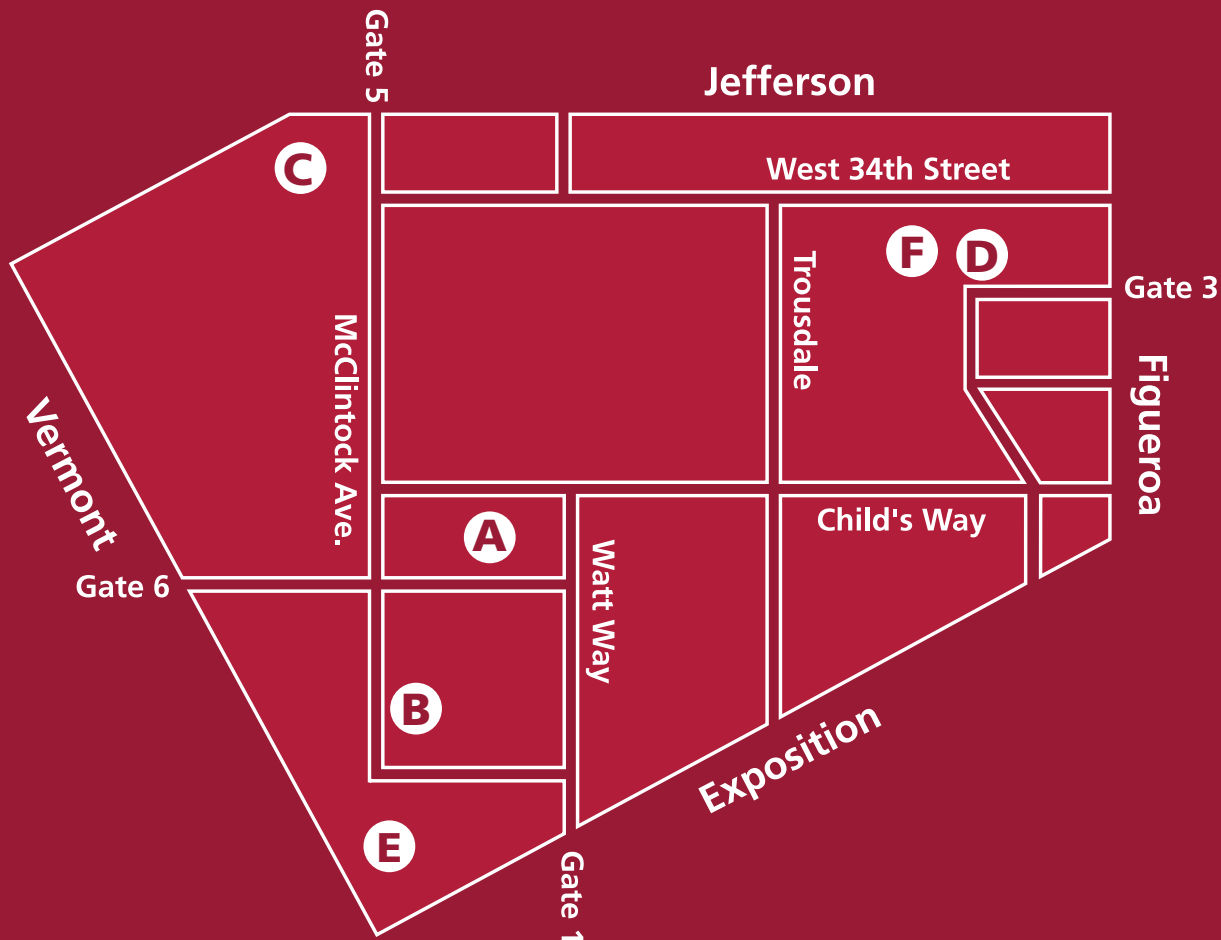 Gate 5
Jefferson
C
West 34th Street
F
D
Trousdale
Gate 3
McClintock Ave.
Figueroa
Vermont
A
Child's Way
Watt Way
Gate 6
B
Exposition
E
Gate 1